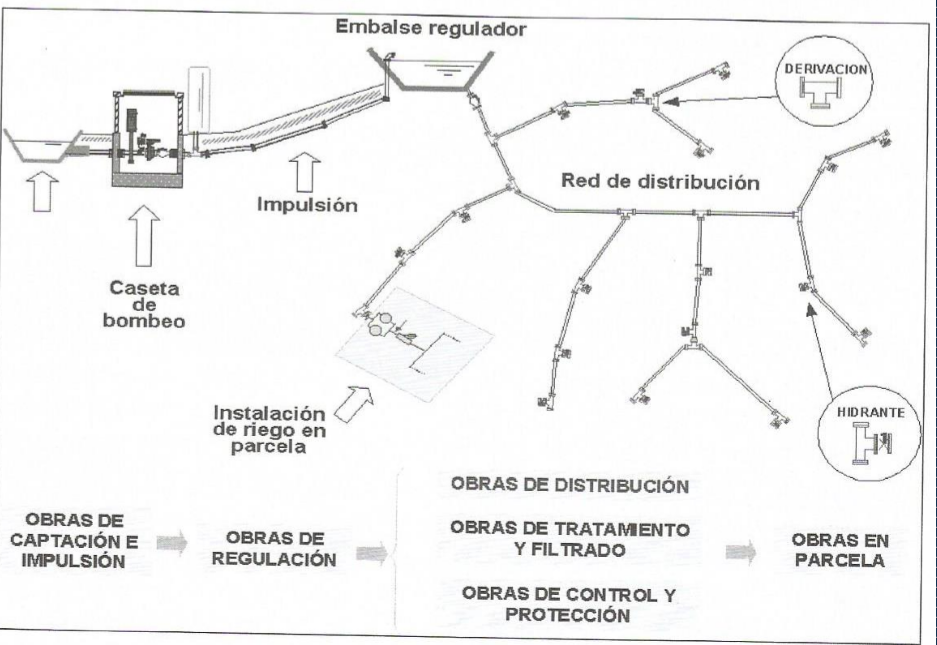 Embalse regulador
DERIVACION
Red de distribución
Impulsión
Caseta
de
bombeo
Instalación
de riego en
parcela
HIDRANTE
OBRAS DE
CAPTACIÓN E
IMPULSIÓN
OBRAS DE
REGULACIÓN
OBRAS DE DISTRIBUCIÓN
OBRAS DE TRATAMIENTO
Y FILTRADO
OBRAS DE CONTROL Y
PROTECCIÓN
OBRAS EN
PARCELA